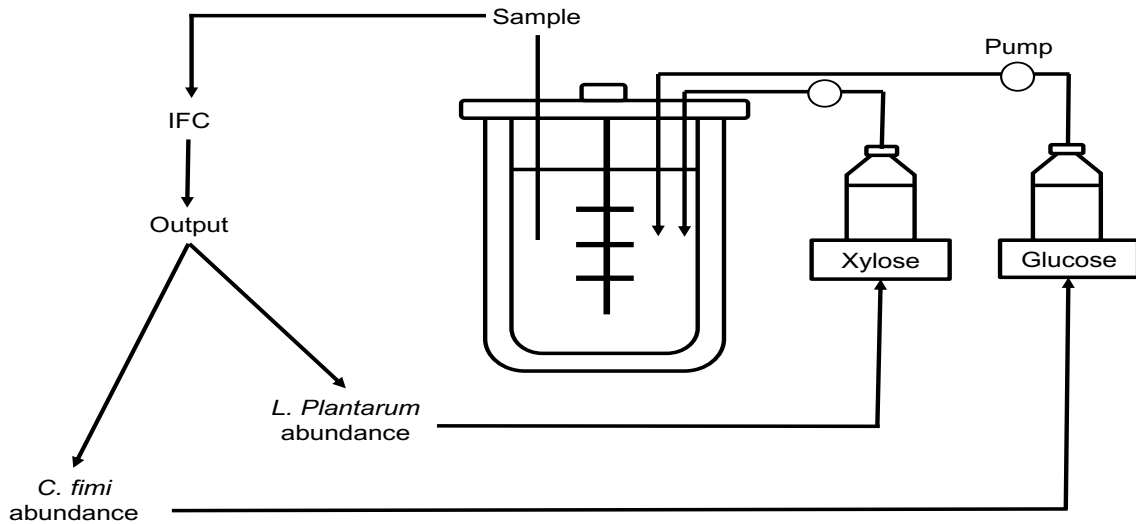 Sample
Pump
IFC
Output
Xylose
Glucose
L. Plantarum
abundance
C. fimi
abundance